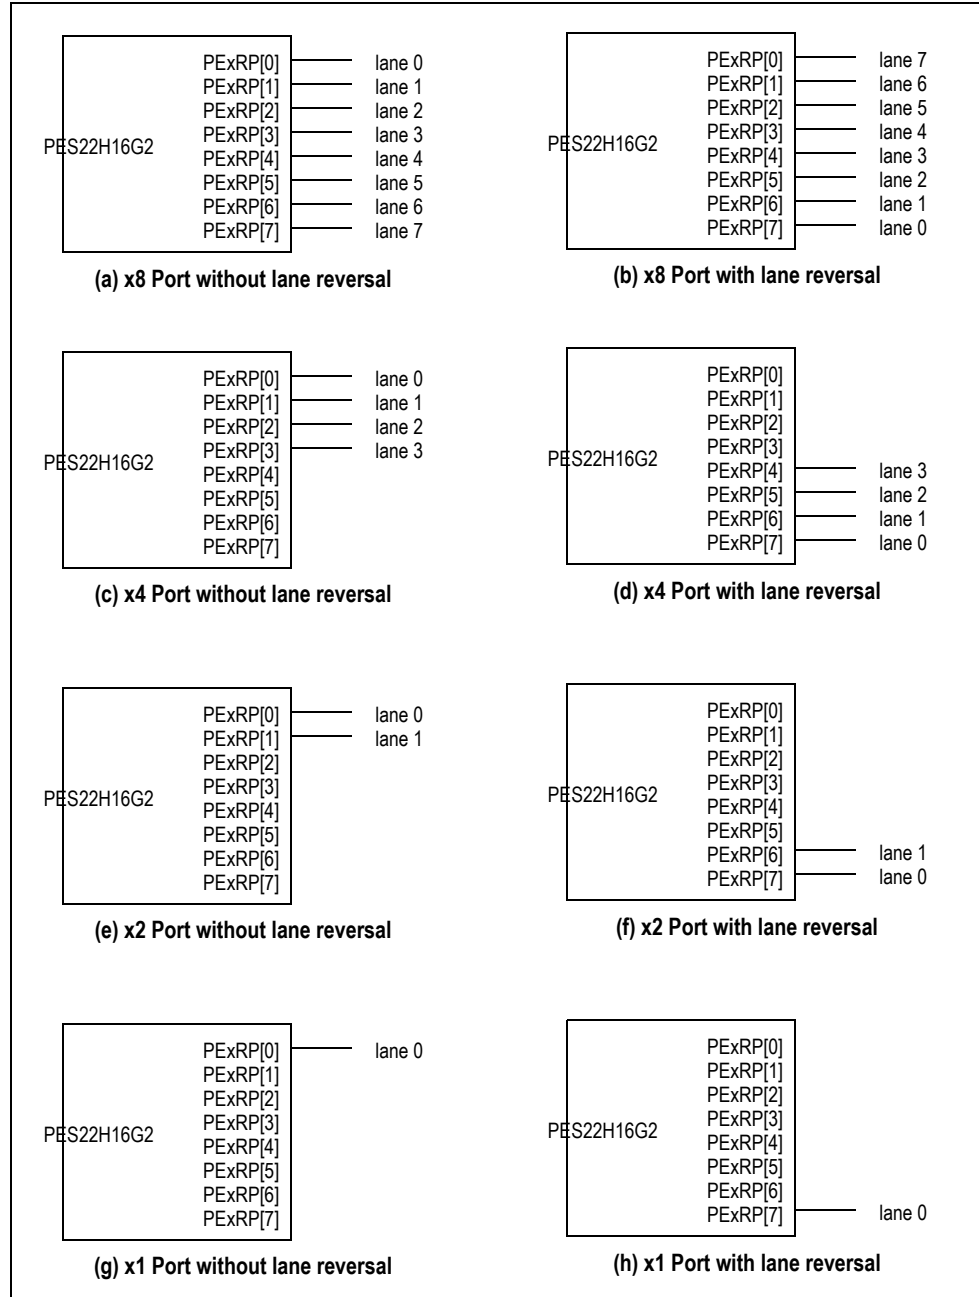 PExRP[0] lane 0
PExRP[1] lane 1
PExRP[2] lane 2
PExRP[3] lane 3
PES22H16G2
PExRP[4] lane 4
PExRP[5] lane 5
PExRP[6] lane 6
PExRP[7] lane 7
(a) x8 Port without lane reversal
PExRP[0] lane 7
PExRP[1] lane 6
PExRP[2] lane 5
PExRP[3] lane 4
PES22H16G2
PExRP[4] lane 3
PExRP[5] lane 2
PExRP[6] lane 1
PExRP[7] lane 0
(b) x8 Port with lane reversal
PExRP[0] lane 0
PExRP[1] lane 1
PExRP[2] lane 2
PExRP[3] lane 3
PES22H16G2
PExRP[4]
PExRP[5]
PExRP[6]
PExRP[7]
(c) x4 Port without lane reversal
PExRP[0]
PExRP[1]
PExRP[2]
PExRP[3]
PES22H16G2
PExRP[4] lane 3
PExRP[5] lane 2
PExRP[6] lane 1
PExRP[7] lane 0
(d) x4 Port with lane reversal
PExRP[0] lane 0
PExRP[1] lane 1
PExRP[2]
PExRP[3]
PES22H16G2
PExRP[4]
PExRP[5]
PExRP[6]
PExRP[7]
(e) x2 Port without lane reversal
PExRP[0]
PExRP[1]
PExRP[2]
PExRP[3]
PES22H16G2
PExRP[4]
PExRP[5]
PExRP[6] lane 1
PExRP[7] lane 0
(f) x2 Port with lane reversal
PExRP[0] lane 0
PExRP[1]
PExRP[2]
PExRP[3]
PES22H16G2
PExRP[4]
PExRP[5]
PExRP[6]
PExRP[7]
(g) x1 Port without lane reversal
PExRP[0]
PExRP[1]
PExRP[2]
PExRP[3]
PES22H16G2
PExRP[4]
PExRP[5]
PExRP[6]
PExRP[7] lane 0
(h) x1 Port with lane reversal